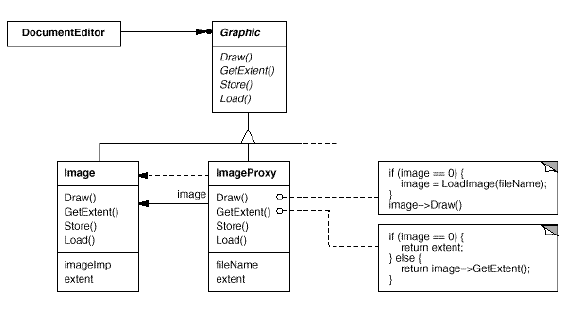 DocumentEditor
Graphic
Draw()
GetExtent()
Store()
Load()
Image
Draw()
GetExtent()
Store()
Load()
imageImp
extent
image
ImageProxy
Draw()
GetExtent()
Store()
Load()
fileName
extent
if (image == 0) {
image = LoadImage(fileName);
}
image->Draw()
if (image == 0) {
return extent;
} else {
return image->GetExtent();
}